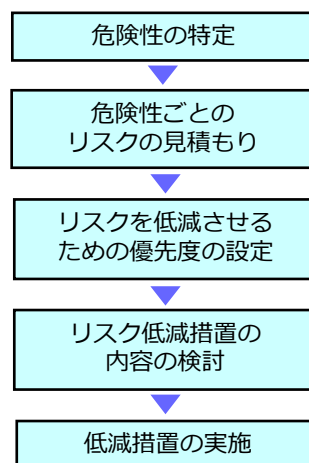 危険性の特定
危険性ごとの
リスクの見積もり
リスクを低減させる
ための優先度の設定
リスク低減措置の
内容の検討
低減措置の実施